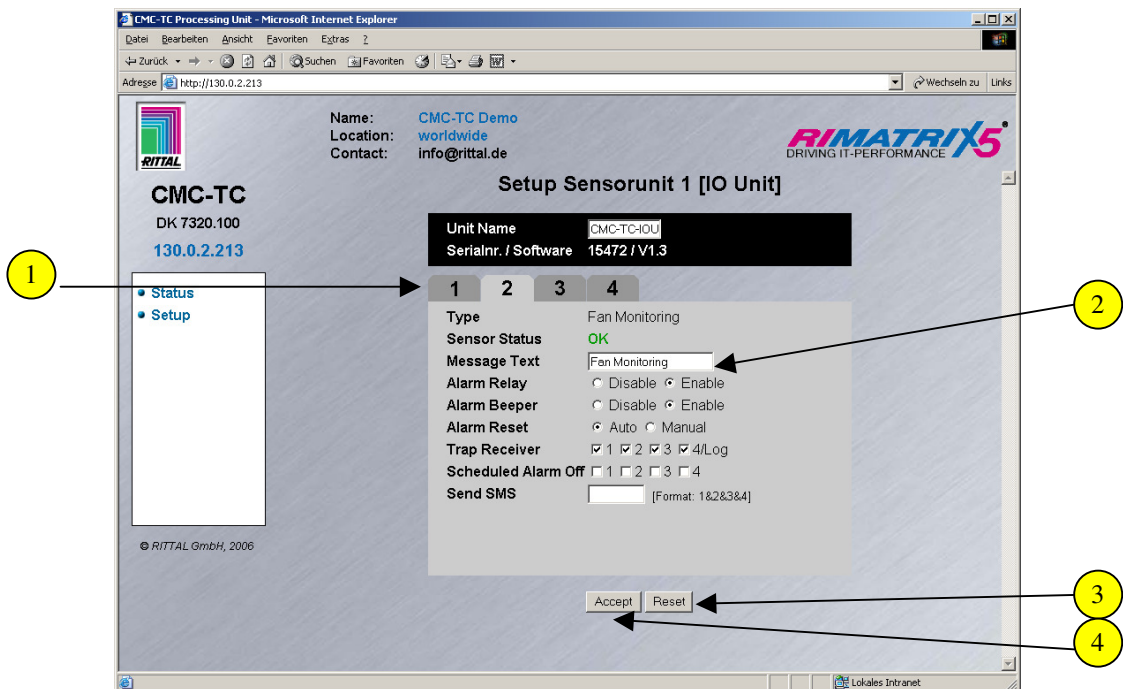 CMC-TC Processing Unit - Microsoft Internet Explorer
Datei Bearbeiten Ansicht Favoriten Extras ?
Zurück Suchen Favoriten
Adresse http://130.0.2.213 Wechseln zu Links
RITTAL
Name: CMC-TC Demo
Location: worldwide
Contact: info@rittal.de
RIMATRIX5
DRIVING IT-PERFORMANCE
CMC-TC
DK 7320.100
130.0.2.213
Setup Sensorunit 1 [IO Unit]
Unit Name CMC-TC-IOU
Serialnr. / Software 15472 / V1.3
1
Status
Setup
1 2 3 4
2
Type Fan Monitoring
Sensor Status OK
Message Text Fan Monitoring
Alarm Relay Disable Enable
Alarm Beeper Disable Enable
Alarm Reset Auto Manual
Trap Receiver 1 2 3 4/Log
Scheduled Alarm Off 1 2 3 4
Send SMS [Format: 1&2&3&4]
© RITTAL GmbH, 2006
Accept Reset
3
4
Lokales Intranet